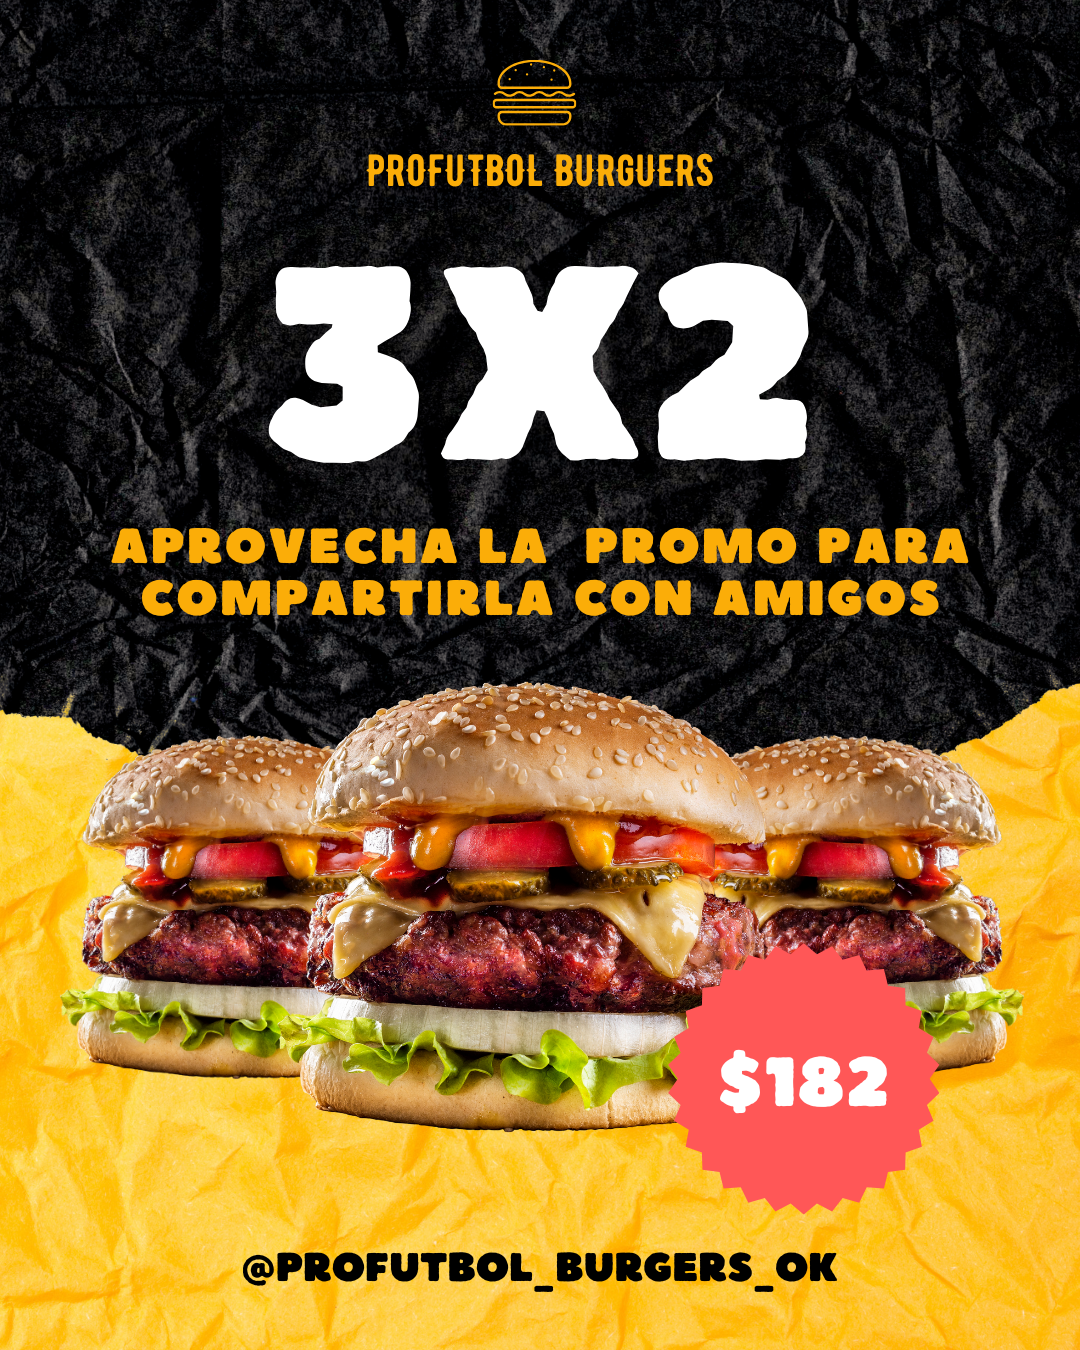 PROFUTBOL BURGUERS
3X2
APROVECHA LA PROMO PARA
COMPARTIRLA CON AMIGOS
$182
@PROFUTBOL_BURGERS_OK